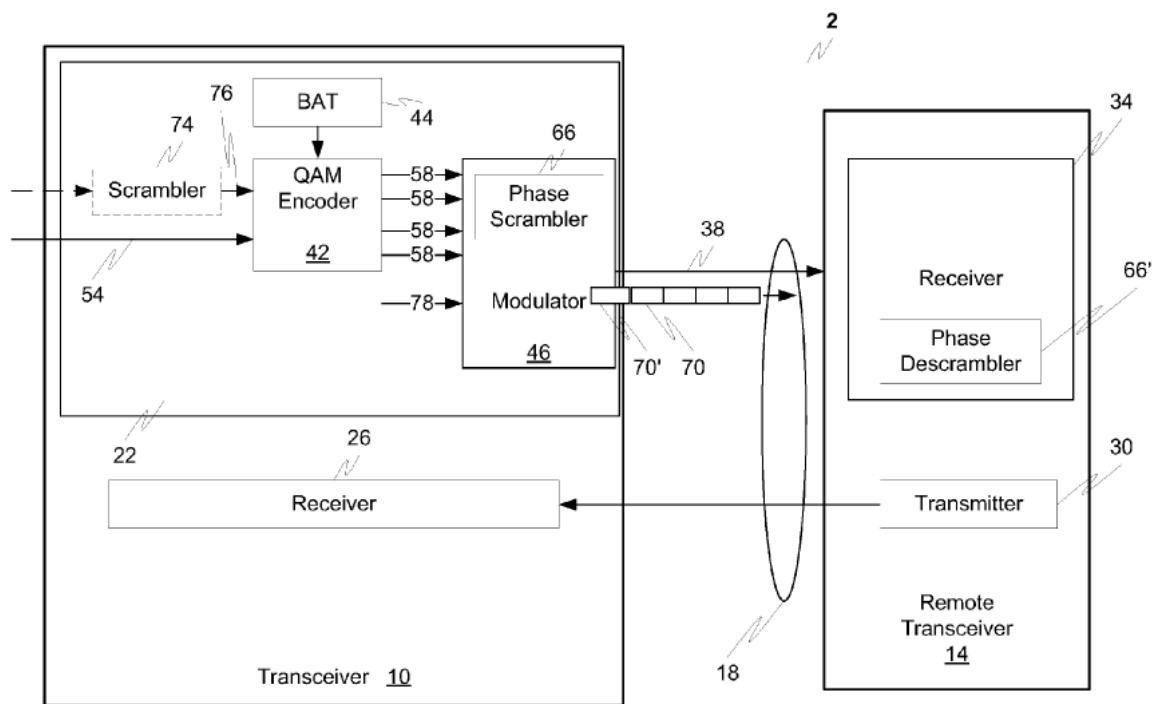 2
34
74
76
BAT
44
66
Scrambler
QAM
Encoder
42
58
58
58
58
Phase
Scrambler
54
78
Modulator
46
38
70'
70
Receiver
66'
Phase
Descrambler
22
26
Receiver
30
Transmitter
18
Remote
Transceiver
14
Transceiver 10